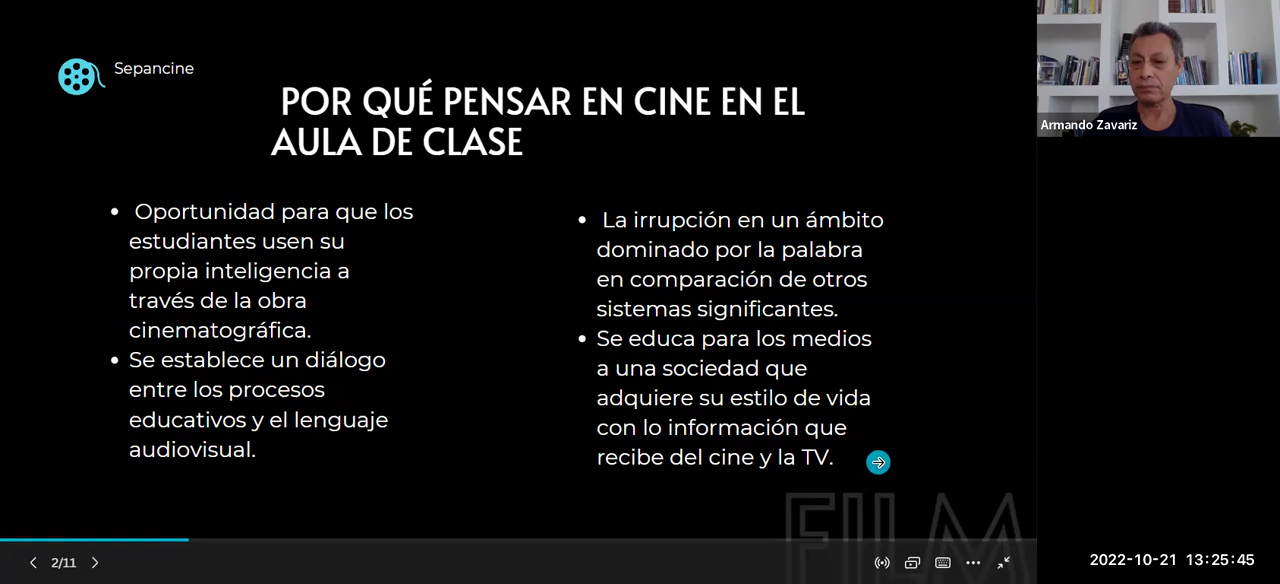 Sepancine
POR QUÉ PENSAR EN CINE EN EL
AULA DE CLASE
• Oportunidad para que los
estudiantes usen su
propia inteligencia a
través de la obra
cinematográfica.
• Se establece un diálogo
entre los procesos
educativos y el lenguaje
audiovisual.
• La irrupción en un ámbito
dominado por la palabra
en comparación de otros
sistemas significantes.
• Se educa para los medios
a una sociedad que
adquiere su estilo de vida
con lo información que
recibe del cine y la TV.
FILM
2/11
Armando Zavariz
2022-10-21 13:25:45